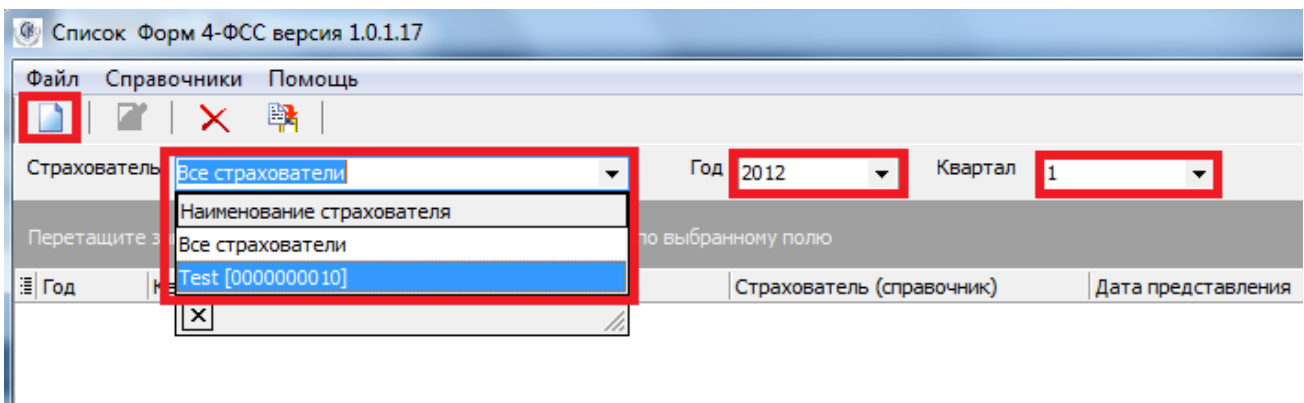 Список Форм 4-ФСС версия 1.0.1.17
Файл Справочники Помощь
Страхователь Все страхователи Год 2012 Квартал 1
Наименование страхователя
Перетащите выбранному полю
Все страхователи
Test [0000000010]
Год Страхователь (справочник) Дата представления